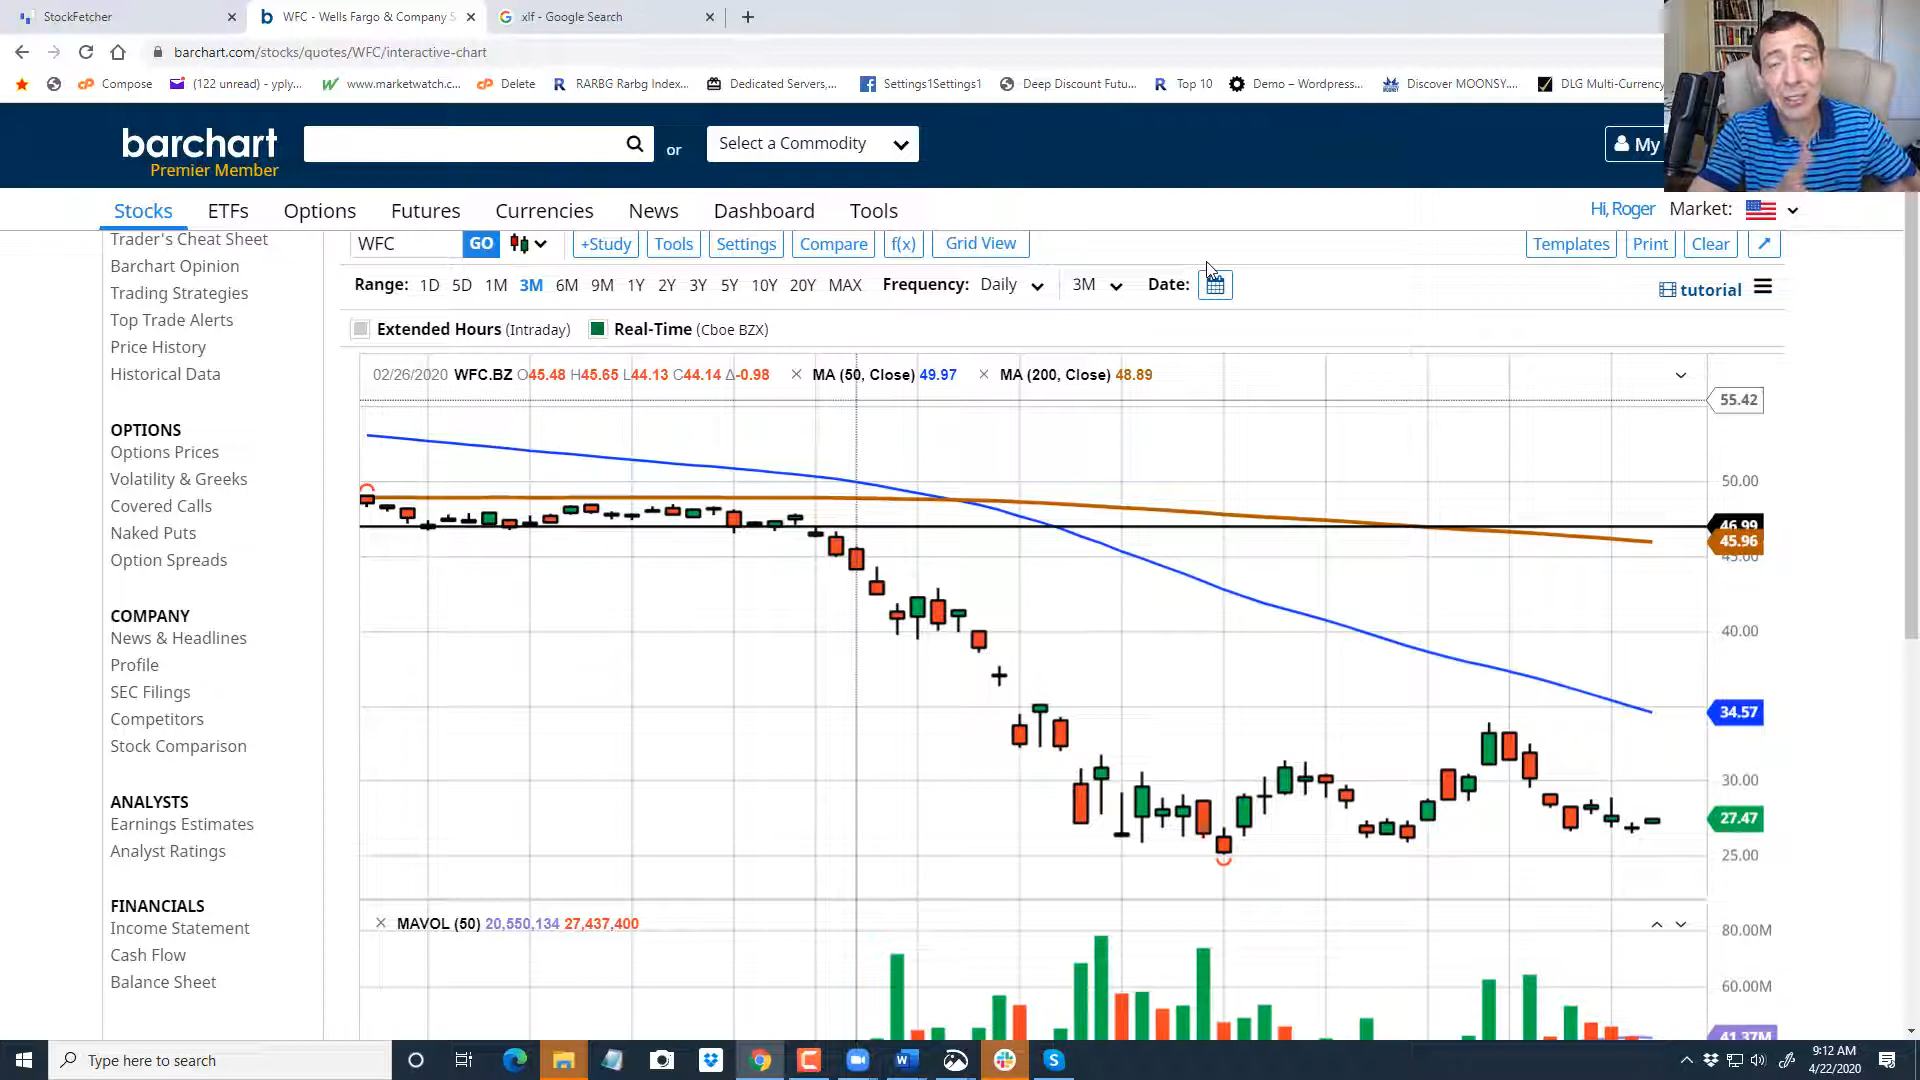 StockFetcher
WFC - Wells Fargo & Company S
xlf - Google Search
barchart.com/stocks/quotes/WFC/interactive-chart
Compose
(122 unread) - yply...
www.marketwatch.c...
Delete
RARBG Rarbg Index...
Dedicated Servers,...
Settings1Settings1
Deep Discount Futu...
Top 10
Demo – Wordpress...
Discover MOONSY....
DLG Multi-Currency
barchart
Premier Member
or
Select a Commodity
My
Stocks
ETFs
Options
Futures
Currencies
News
Dashboard
Tools
Hi, Roger
Market:
Trader's Cheat Sheet
Barchart Opinion
Trading Strategies
Top Trade Alerts
Price History
Historical Data
OPTIONS
Options Prices
Volatility & Greeks
Covered Calls
Naked Puts
Option Spreads
COMPANY
News & Headlines
Profile
SEC Filings
Competitors
Stock Comparison
ANALYSTS
Earnings Estimates
Analyst Ratings
FINANCIALS
Income Statement
Cash Flow
Balance Sheet
WFC
GO
+Study
Tools
Settings
Compare
f(x)
Grid View
Templates
Print
Clear
Range: 1D 5D 1M 3M 6M 9M 1Y 2Y 3Y 5Y 10Y 20Y MAX
Frequency: Daily
3M
Date:
tutorial
Extended Hours (Intraday)
Real-Time (Cboe BZX)
02/26/2020 WFC.BZ O45.48 H45.65 L44.13 C44.14 Δ-0.98
MA (50, Close) 49.97
MA (200, Close) 48.89
55.42
50.00
46.99
45.96
45.00
40.00
34.57
30.00
27.47
25.00
MAVOL (50) 20,550,134 27,437,400
80.00M
60.00M
41.37M
Type here to search
9:12 AM
4/22/2020